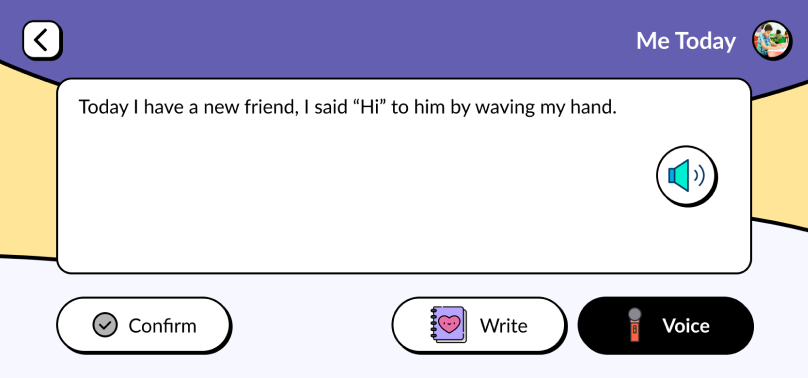 Me Today
Today I have a new friend, I said “Hi” to him by waving my hand.
Confirm
Write
Voice